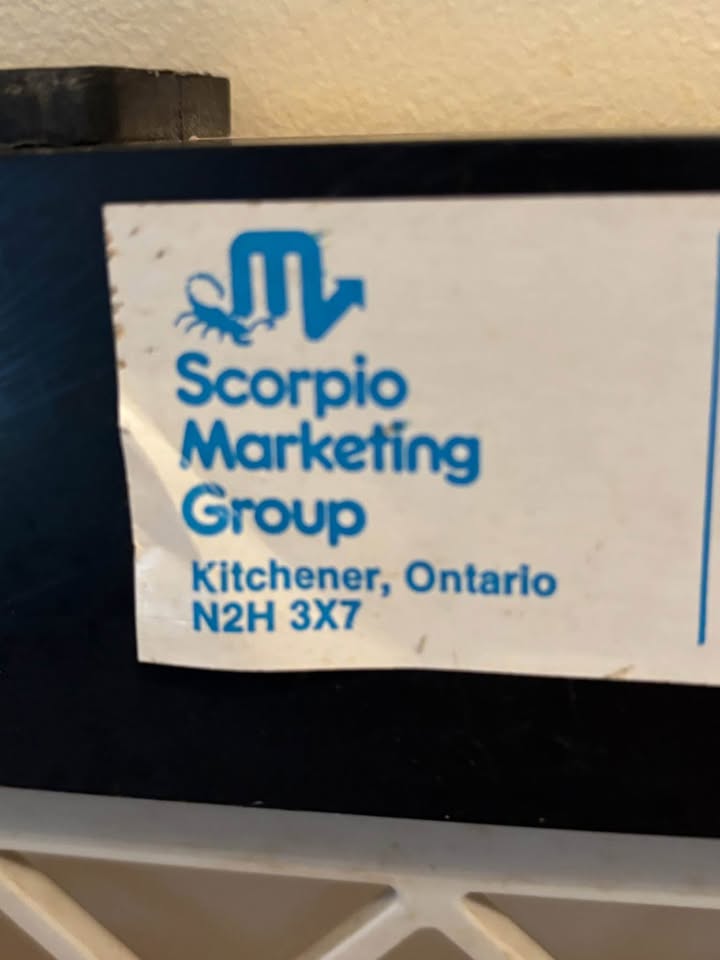 Scorpio
Marketing
Group
Kitchener, Ontario
N2H 3X7